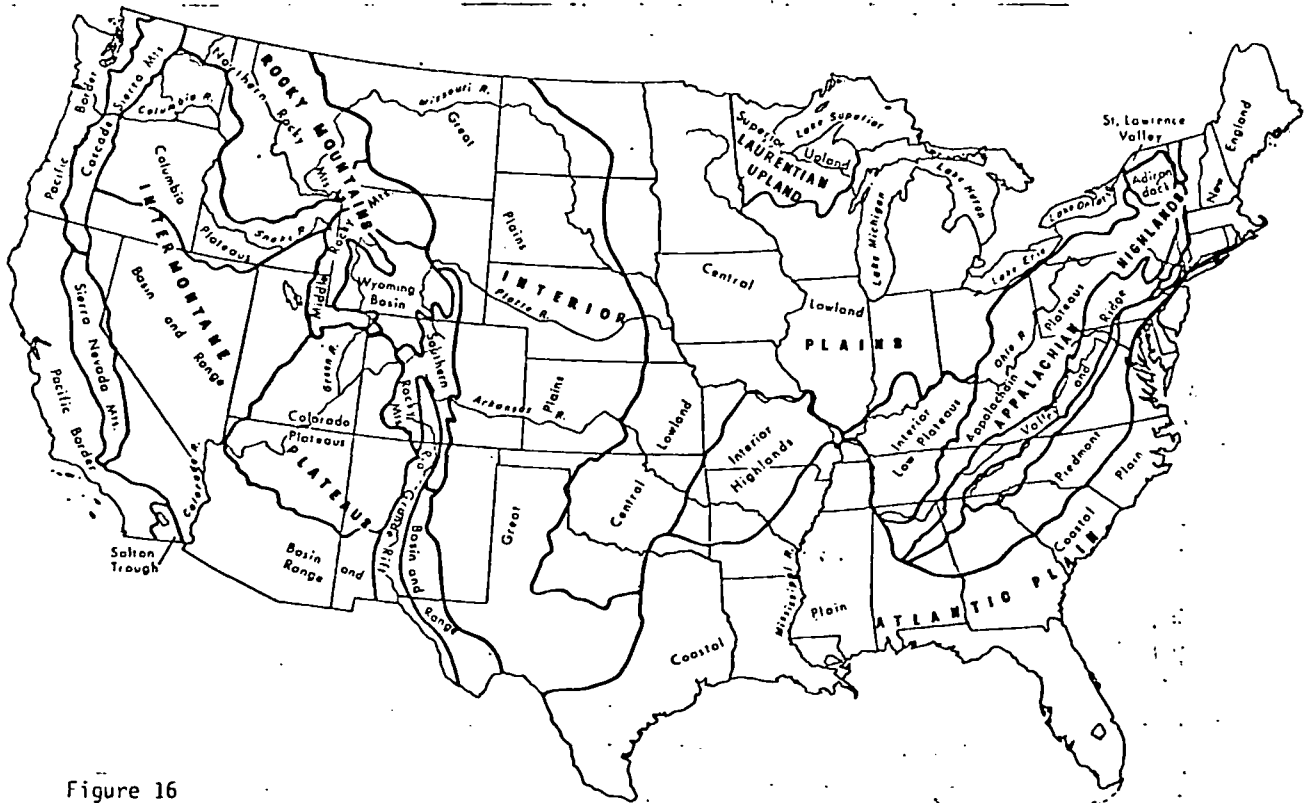 Pacific Border
Cascade Sierra Mts
Columbia R.
Northern Rocky Mts.
ROCKY MOUNTAINS
Missouri R.
Great
Plains
Superior
Upland
Lake Superior
LAURENTIAN
UPLAND
Lake Michigan
Lake Huron
St. Lawrence
Valley
New England
Adiron
dack
Lake Ontario
Lake Erie
Columbia
Plateaus
Snake R.
INTERMONTANE
PLATEAUS
Basin
and
Range
Middle
Rocky Mts.
Wyoming
Basin
Green R.
Southern
Rocky
Mts.
Platte R.
INTERIOR
PLAINS
Central
Lowland
Arkansas R.
Plains
Sierra Nevada Mts.
Pacific Border
Colorado
Plateaus
Colorado R.
Salton
Trough
Basin and
Range
Rio Grande Rift
Basin and
Range
Great
Central
Lowland
Interior
Highlands
Interior
Low Plateaus
Ohio R.
Appalachian
Plateaus
APPALACHIAN
HIGHLANDS
Valley and
Ridge
Piedmont
Coastal
Plain
ATLANTIC PLAIN
Mississippi R.
Plain
Coastal
Figure 16